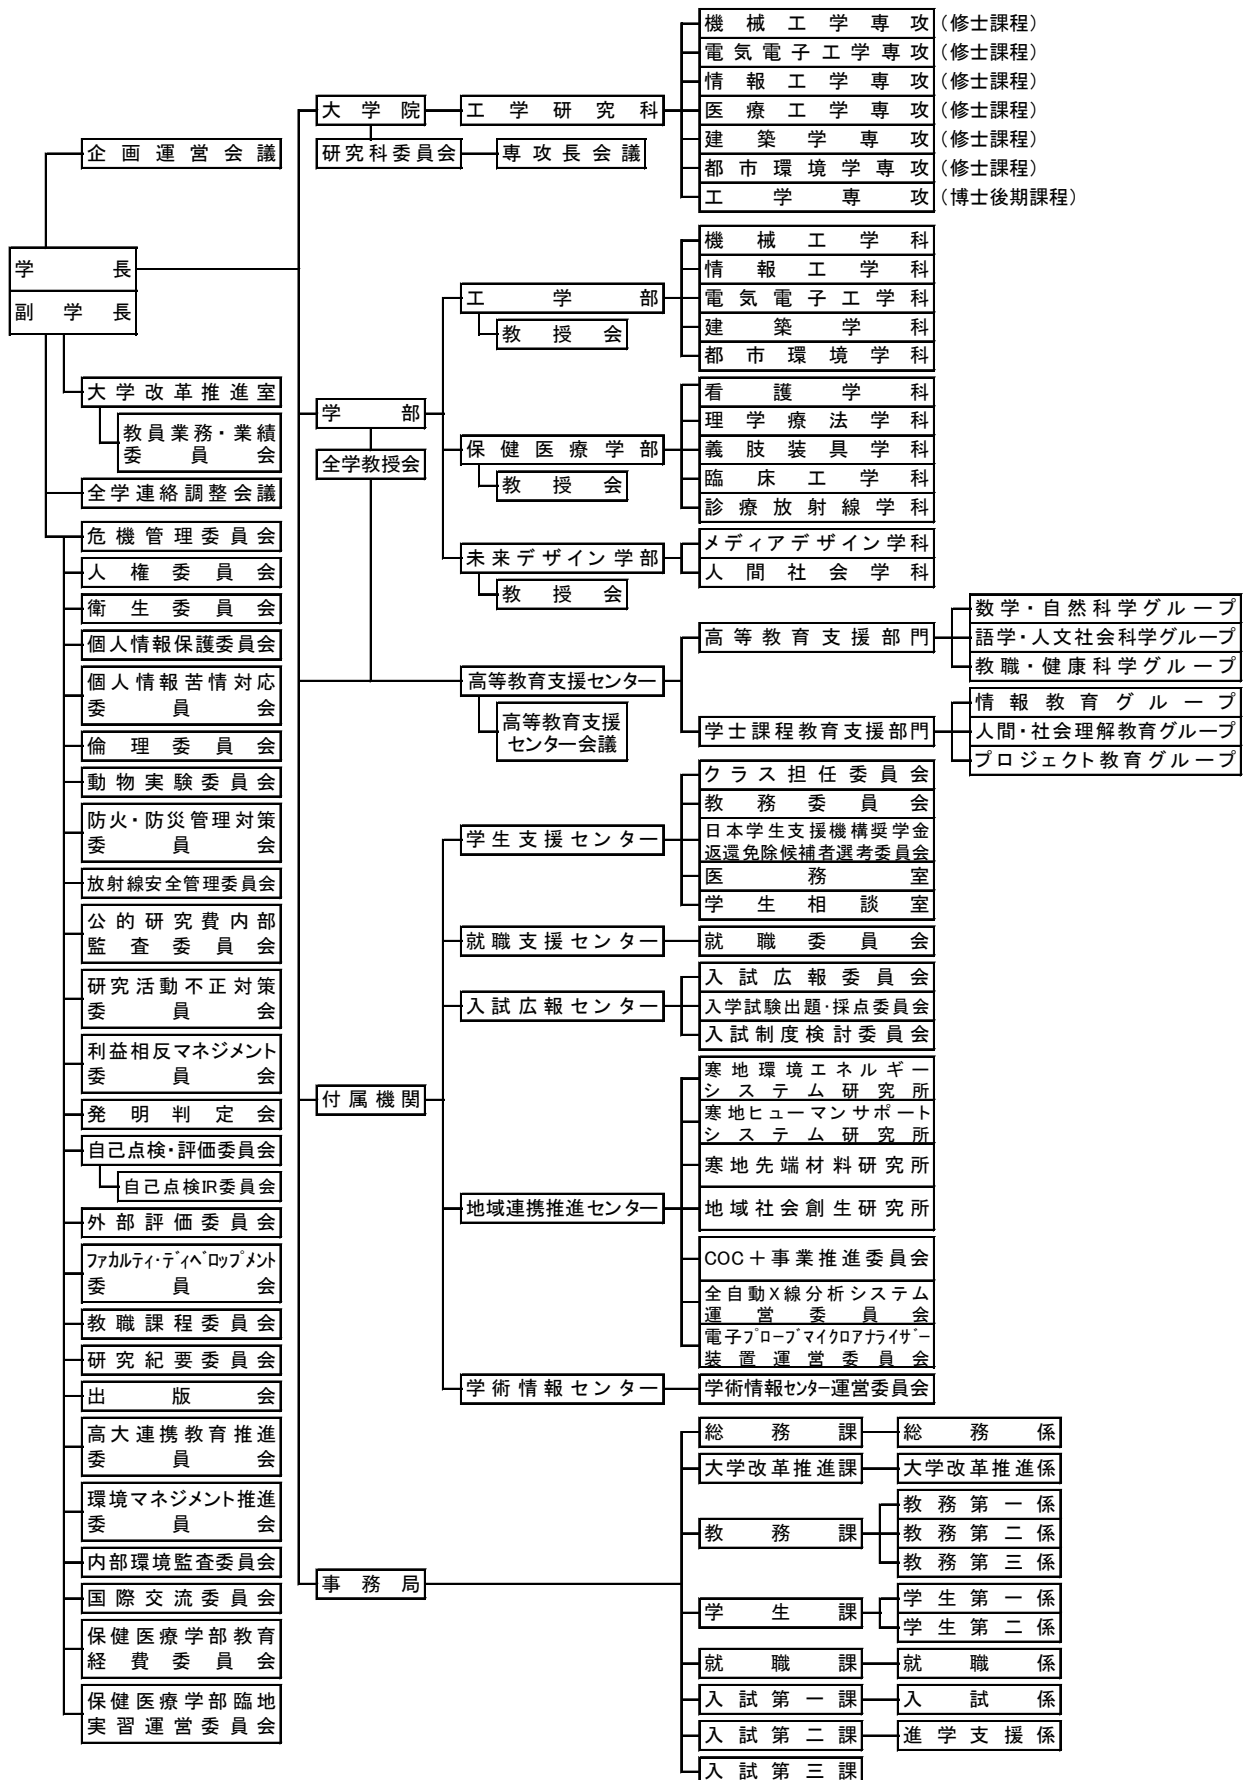 企画運営会議
学長
副学長
大学改革推進室
教員業務・業績
委員会
全学連絡調整会議
危機管理委員会
人権委員会
衛生委員会
個人情報保護委員会
個人情報苦情対応
委員会
倫理委員会
動物実験委員会
防火・防災管理対策
委員会
放射線安全管理委員会
公的研究費内部
監査委員会
研究活動不正対策
委員会
利益相反マネジメント
委員会
発明判定会
自己点検・評価委員会
自己点検IR委員会
外部評価委員会
ファカルティ・ディベロップメント
委員会
教職課程委員会
研究紀要委員会
出版会
高大連携教育推進
委員会
環境マネジメント推進
委員会
内部環境監査委員会
国際交流委員会
保健医療学部教育
経費委員会
保健医療学部臨地
実習運営委員会
大学院
研究科委員会
専攻長会議
工学研究科
機械工学専攻(修士課程)
電気電子工学専攻(修士課程)
情報工学専攻(修士課程)
医療工学専攻(修士課程)
建築学専攻(修士課程)
都市環境学専攻(修士課程)
工学専攻(博士後期課程)
学部
全学教授会
工学部
教授会
機械工学科
情報工学科
電気電子工学科
建築学科
都市環境学科
保健医療学部
教授会
看護学科
理学療法学科
義肢装具学科
臨床工学科
診療放射線学科
未来デザイン学部
教授会
メディアデザイン学科
人間社会学科
高等教育支援センター
高等教育支援
センター会議
高等教育支援部門
数学・自然科学グループ
語学・人文社会科学グループ
教職・健康科学グループ
学士課程教育支援部門
情報教育グループ
人間・社会理解教育グループ
プロジェクト教育グループ
付属機関
学生支援センター
クラス担任委員会
教務委員会
日本学生支援機構奨学金
返還免除候補者選考委員会
医務室
学生相談室
就職支援センター
就職委員会
入試広報センター
入試広報委員会
入学試験出題・採点委員会
入試制度検討委員会
地域連携推進センター
寒地環境エネルギー
システム研究所
寒地ヒューマンサポート
システム研究所
寒地先端材料研究所
地域社会創生研究所
COC+事業推進委員会
全自動X線分析システム
運営委員会
電子プローブマイクロアナライザー
装置運営委員会
学術情報センター
学術情報センター運営委員会
事務局
総務課
総務係
大学改革推進課
大学改革推進係
教務課
教務第一係
教務第二係
教務第三係
学生課
学生第一係
学生第二係
就職課
就職係
入試第一課
入試係
入試第二課
進学支援係
入試第三課